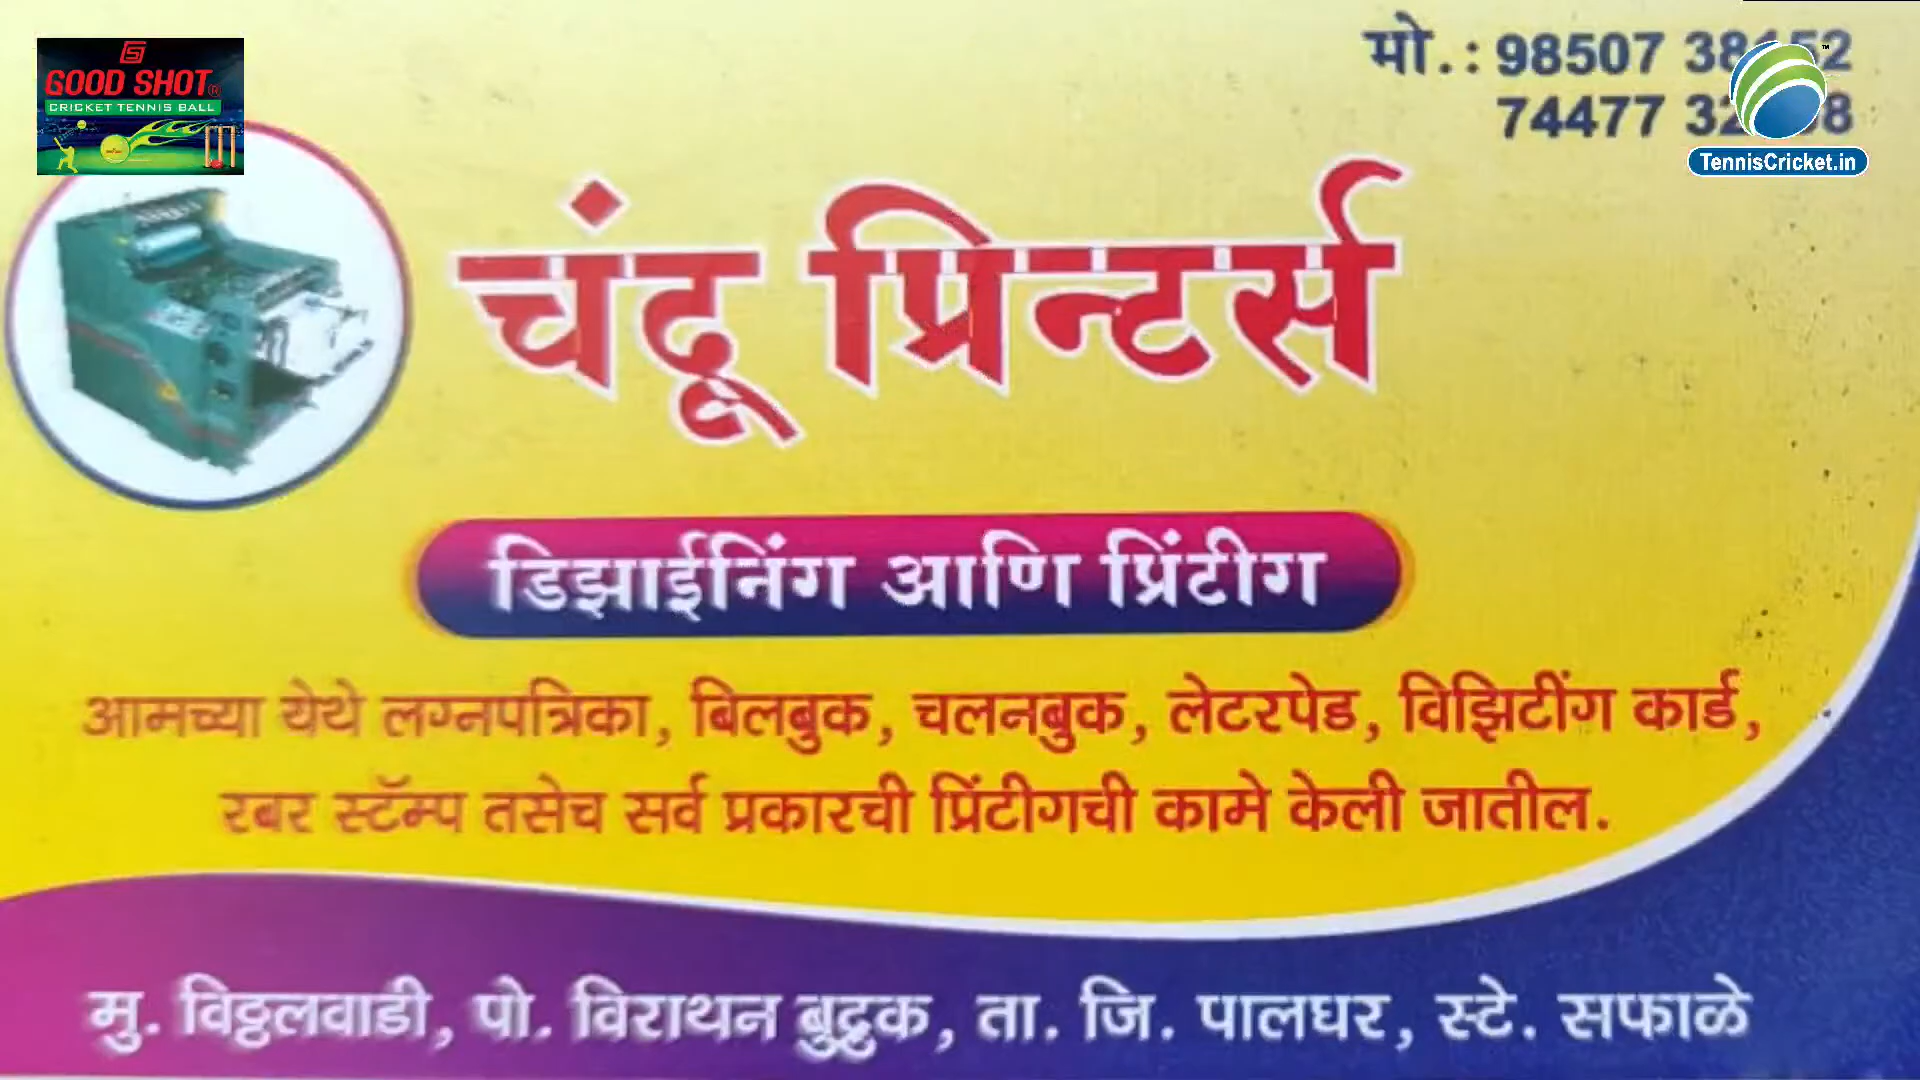 GOOD SHOT®
CRICKET TENNIS BALL
मो.: 98507
74477
TennisCricket.in
चंदू प्रिन्टर्स
डिझाईनिंग आणि प्रिंटीग
आमच्या येथे लग्नपत्रिका, बिलबुक, चलनबुक, लेटरपेड, विझिटींग कार्ड,
रबर स्टॅम्प तसेच सर्व प्रकारची प्रिंटीगची कामे केली जातील.
मु. विठ्ठलवाडी, पो. विराथन बुद्रुक, ता. जि. पालघर, स्टे. सफाळे